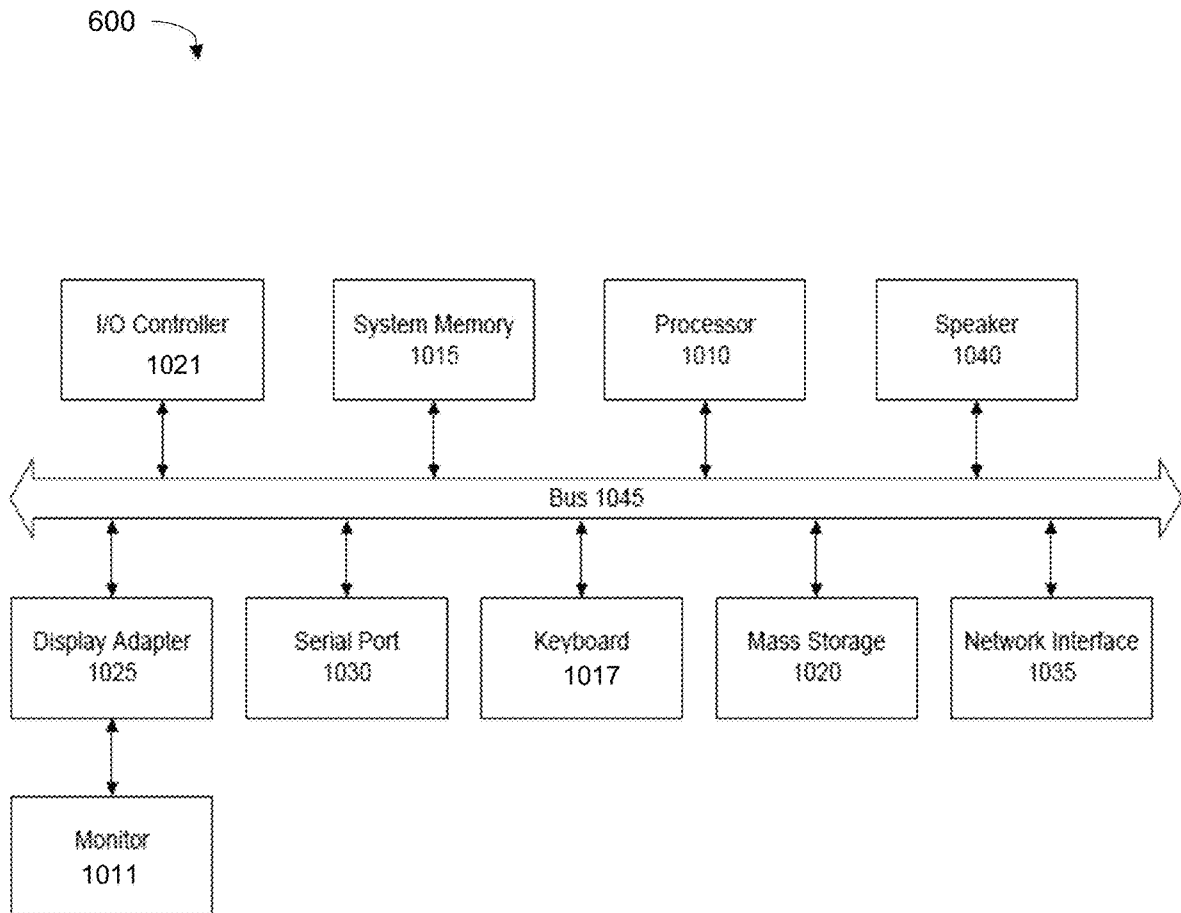 600
I/O Controller
1021
System Memory
1015
Processor
1010
Speaker
1040
Bus 1045
Display Adapter
1025
Serial Port
1030
Keyboard
1017
Mass Storage
1020
Network Interface
1035
Monitor
1011